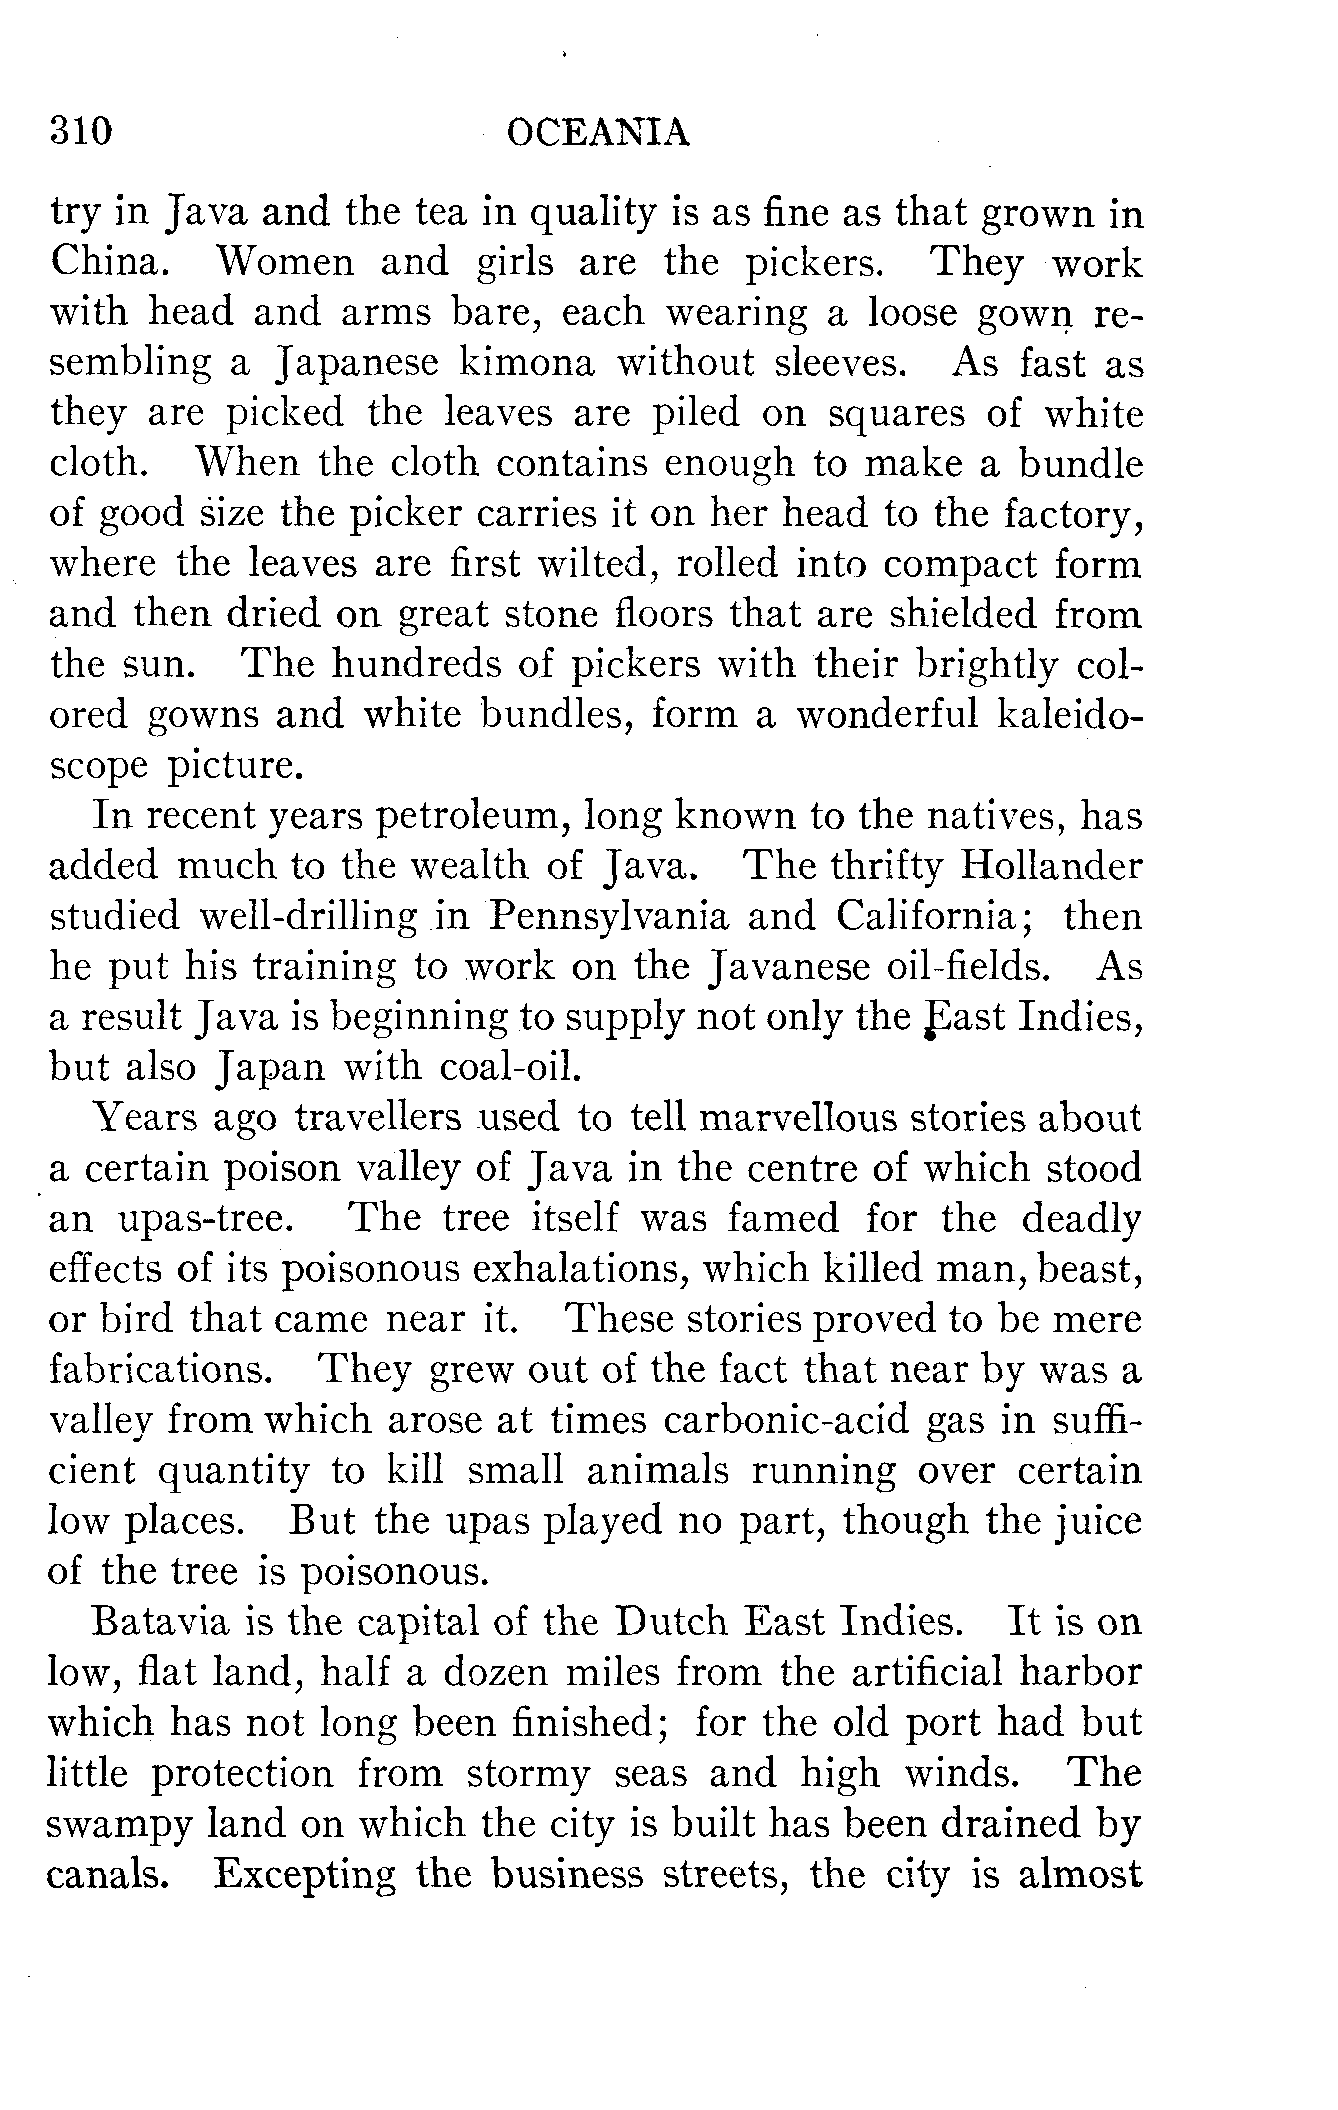 310 OCEANIA
try in Java and the tea in quality is as fine as that grown in
China. Women and girls are the pickers. They work
with head and arms bare, each wearing a loose gown re-
sembling a Japanese kimona without sleeves. As fast as
they are picked the leaves are piled on squares of white
cloth. When the cloth contains enough to make a bundle
of good size the picker carries it on her head to the factory,
where the leaves are first wilted, rolled into compact form
and then dried on great stone floors that are shielded from
the sun. The hundreds of pickers with their brightly col-
ored gowns and white bundles, form a wonderful kaleido-
scope picture.
In recent years petroleum, long known to the natives, has
added much to the wealth of Java. The thrifty Hollander
studied well-drilling in Pennsylvania and California; then
he put his training to work on the Javanese oil-fields. As
a result Java is beginning to supply not only the East Indies,
but also Japan with coal-oil.
Years ago travellers used to tell marvellous stories about
a certain poison valley of Java in the centre of which stood
an upas-tree. The tree itself was famed for the deadly
effects of its poisonous exhalations, which killed man, beast,
or bird that came near it. These stories proved to be mere
fabrications. They grew out of the fact that near by was a
valley from which arose at times carbonic-acid gas in suffi-
cient quantity to kill small animals running over certain
low places. But the upas played no part, though the juice
of the tree is poisonous.
Batavia is the capital of the Dutch East Indies. It is on
low, flat land, half a dozen miles from the artificial harbor
which has not long been finished; for the old port had but
little protection from stormy seas and high winds. The
swampy land on which the city is built has been drained by
canals. Excepting the business streets, the city is almost